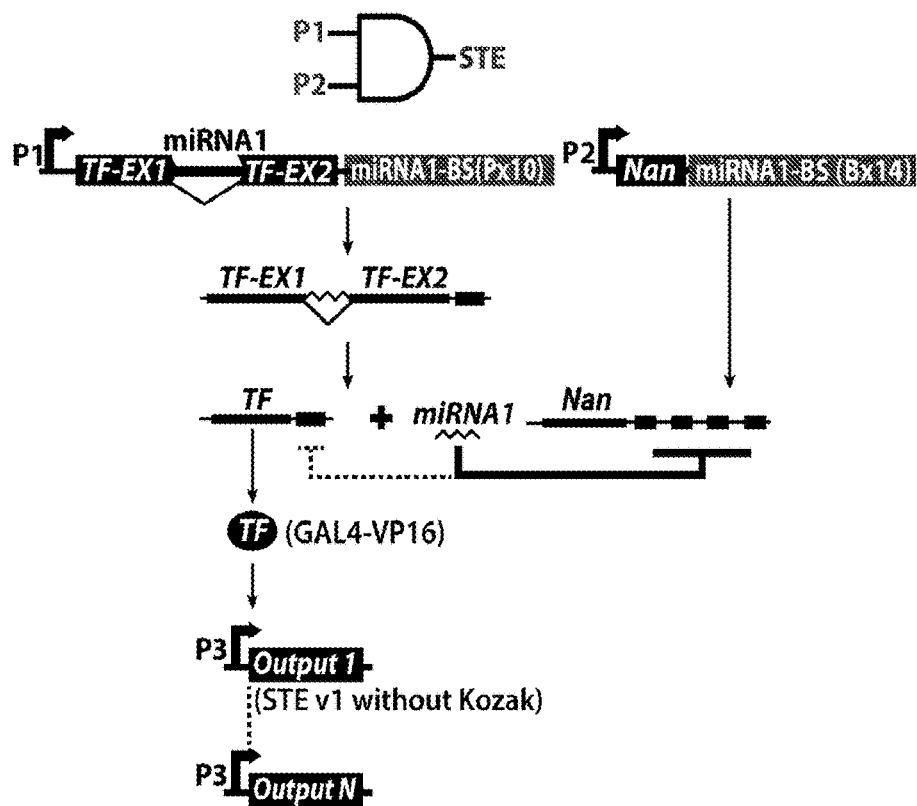 P1
STE
P2
P1
miRNA1
TF-EX1
TF-EX2
miRNA1-BS(Px10)
P2
Nan
miRNA1-BS (Bx14)
TF-EX1
TF-EX2
TF
+
miRNA1
Nan
TF (GAL4-VP16)
P3
Output 1
(STE v1 without Kozak)
P3
Output N